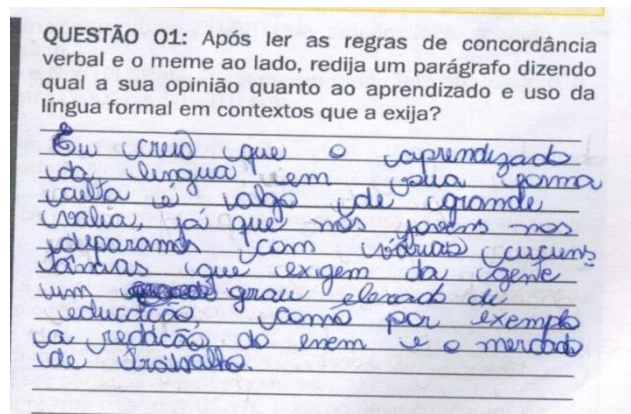 QUESTÃO 01: Após ler as regras de concordância
verbal e o meme ao lado, redija um parágrafo dizendo
qual a sua opinião quanto ao aprendizado e uso da
língua formal em contextos que a exija?
Eu creio que o aprendizado
da língua em sua forma
culta é algo de grande
valia, já que nós jovens nos
deparamos com várias circuns
tâncias que exigem da gente
um grau elevado de
educação, como por exemplo
a redação do enem e o mercado
de trabalho.